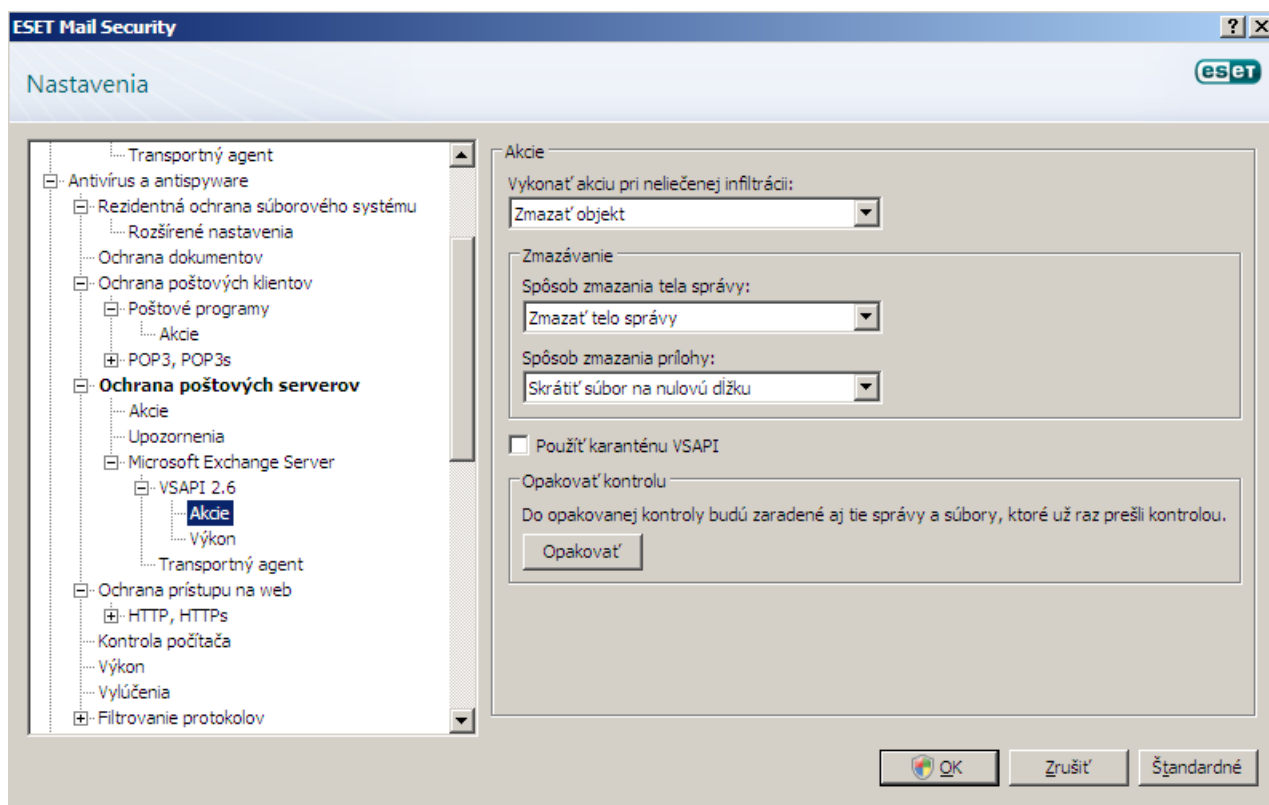 ESET Mail Security
Nastavenia
eset
Transportný agent
Antivírus a antispyware
Rezidentná ochrana súborového systému
Rozšírené nastavenia
Ochrana dokumentov
Ochrana poštových klientov
Poštové programy
Akcie
POP3, POP3s
Ochrana poštových serverov
Akcie
Upozornenia
Microsoft Exchange Server
VSAPI 2.6
Akcie
Výkon
Transportný agent
Ochrana prístupu na web
HTTP, HTTPs
Kontrola počítača
Výkon
Vylúčenia
Filtrovanie protokolov
Akcie
Vykonať akciu pri neliečenej infiltrácii:
Zmazať objekt
Zmazávanie
Spôsob zmazania tela správy:
Zmazať telo správy
Spôsob zmazania prílohy:
Skrátiť súbor na nulovú dĺžku
Použíť karanténu VSAPI
Opakovať kontrolu
Do opakovanej kontroly budú zaradené aj tie správy a súbory, ktoré už raz prešli kontrolou.
Opakovať
OK
Zrušiť
Štandardné